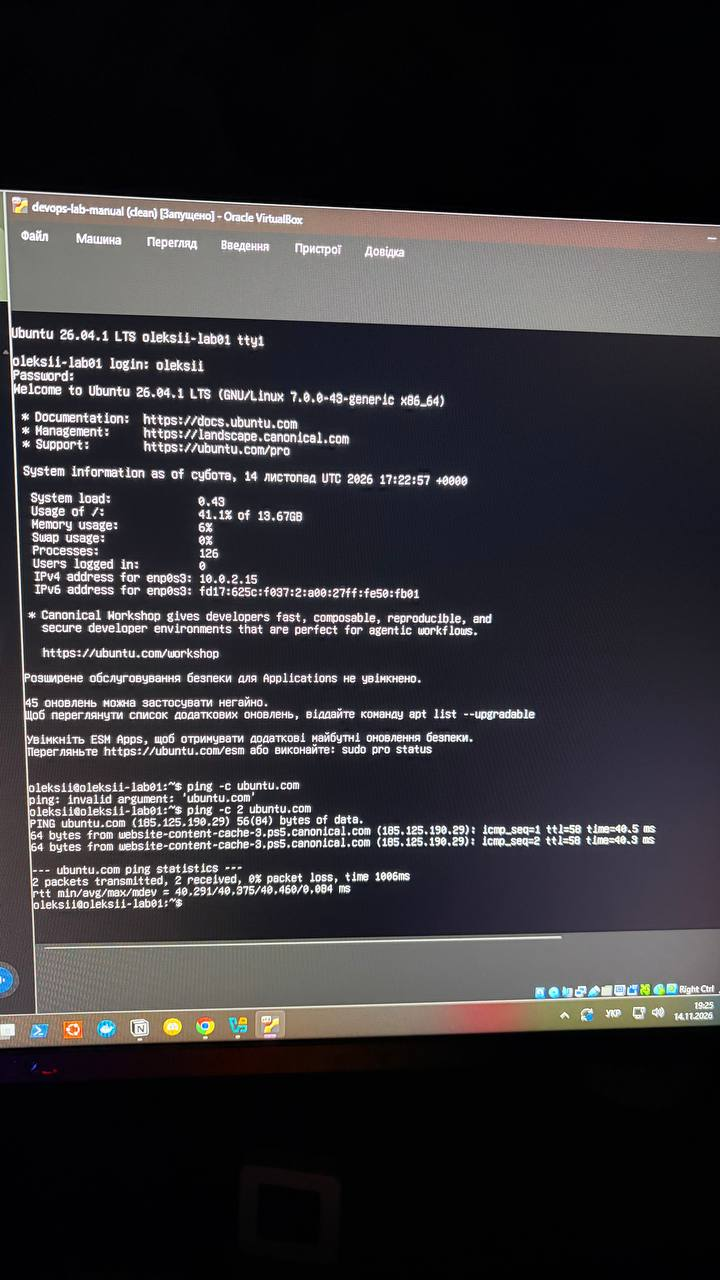 devops-lab-manual (clean) [Запущено] - Oracle VirtualBox
Файл Машина Перегляд Введення Пристрої Довідка
Ubuntu 26.04.1 LTS oleksii-lab01 tty1
oleksii-lab01 login: oleksii
Password:
Welcome to Ubuntu 26.04.1 LTS (GNU/Linux 7.0.0-43-generic x86_64)
* Documentation: https://docs.ubuntu.com
* Management: https://landscape.canonical.com
* Support: https://ubuntu.com/pro
System information as of субота, 14 листопад UTC 2026 17:22:57 +0000
System load: 0.43
Usage of /: 41.1% of 13.67GB
Memory usage: 6%
Swap usage: 0%
Processes: 126
Users logged in: 0
IPv4 address for enp0s3: 10.0.2.15
IPv6 address for enp0s3: fd17:625c:f037:2:a00:27ff:fe50:fb01
* Canonical Workshop gives developers fast, composable, reproducible, and
secure developer environments that are perfect for agentic workflows.
https://ubuntu.com/workshop
Розширене обслуговування безпеки для Applications не увімкнено.
45 оновлень можна застосувати негайно.
Щоб переглянути список додаткових оновлень, віддайте команду apt list --upgradable
Увімкніть ESM Apps, щоб отримувати додаткові майбутні оновлення безпеки.
Перегляньте https://ubuntu.com/esm або виконайте: sudo pro status
oleksii@oleksii-lab01:~$ ping -c ubuntu.com
ping: invalid argument: 'ubuntu.com'
oleksii@oleksii-lab01:~$ ping -c 2 ubuntu.com
PING ubuntu.com (185.125.190.29) 56(84) bytes of data.
64 bytes from website-content-cache-3.ps5.canonical.com (185.125.190.29): icmp_seq=1 ttl=58 time=40.5 ms
64 bytes from website-content-cache-3.ps5.canonical.com (185.125.190.29): icmp_seq=2 ttl=58 time=40.3 ms
--- ubuntu.com ping statistics ---
2 packets transmitted, 2 received, 0% packet loss, time 1006ms
rtt min/avg/max/mdev = 40.291/40.375/40.460/0.084 ms
oleksii@oleksii-lab01:~$
Right Ctrl
УКР
19:25
14.11.2026